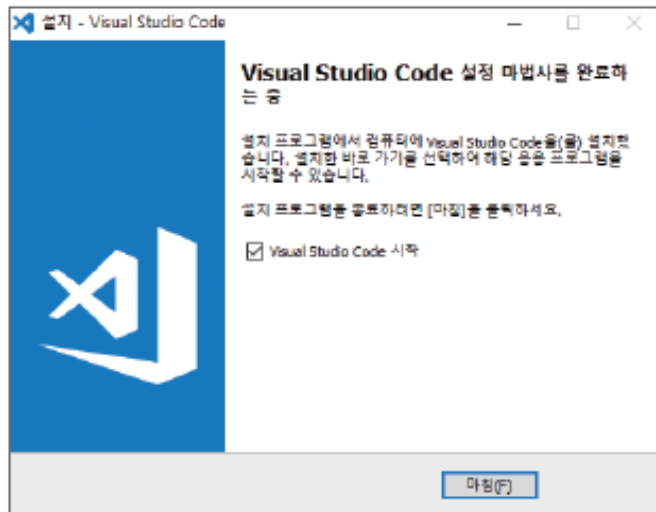 설치 - Visual Studio Code
Visual Studio Code 설정 마법사를 완료하
는 중
설치 프로그램에서 컴퓨터에 Visual Studio Code을(를) 설치했
습니다. 설치한 바로 가기를 선택하여 해당 응용 프로그램을
시작할 수 있습니다.
설치 프로그램을 종료하려면 [마침]을 클릭하세요.
Visual Studio Code 시작
마침(F)